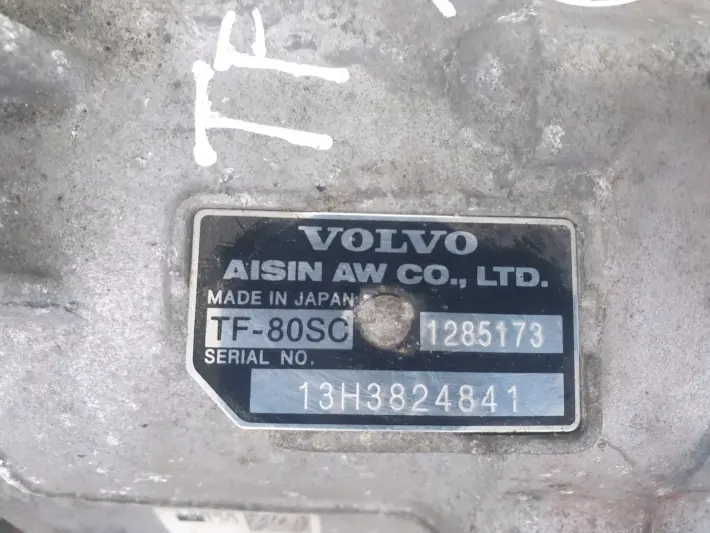 TF
VOLVO
AISIN AW CO., LTD.
MADE IN JAPAN
TF-80SC 1285173
SERIAL NO.
13H3824841